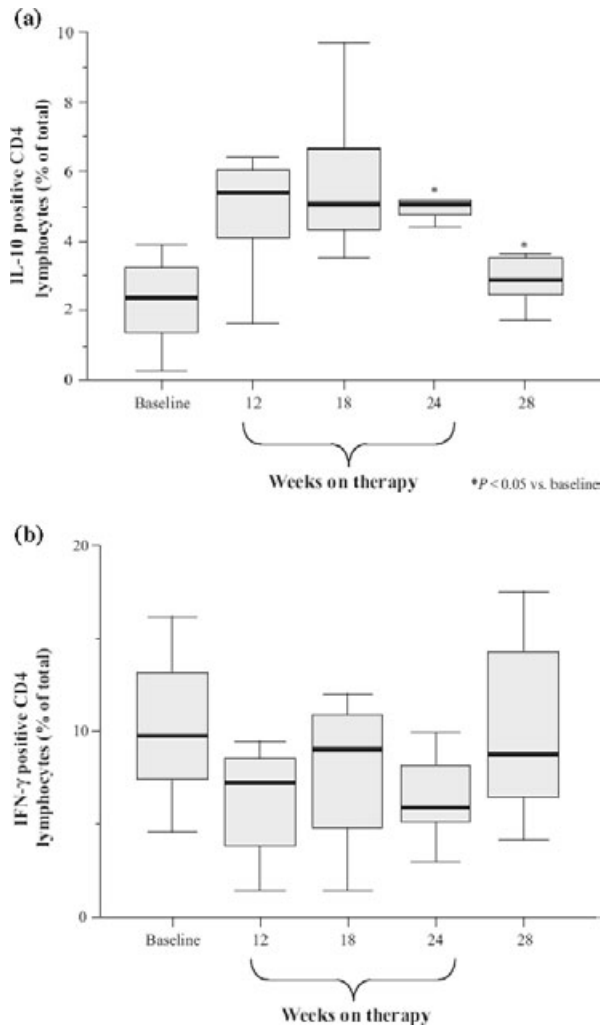 (a)
10
8
6
4
2
0
IL-10 positive CD4
lymphocytes (% of total)
*
*
Baseline 12 18 24 28
Weeks on therapy
*P < 0.05 vs. baseline
(b)
20
10
0
IFN-γ positive CD4
lymphocytes (% of total)
Baseline 12 18 24 28
Weeks on therapy